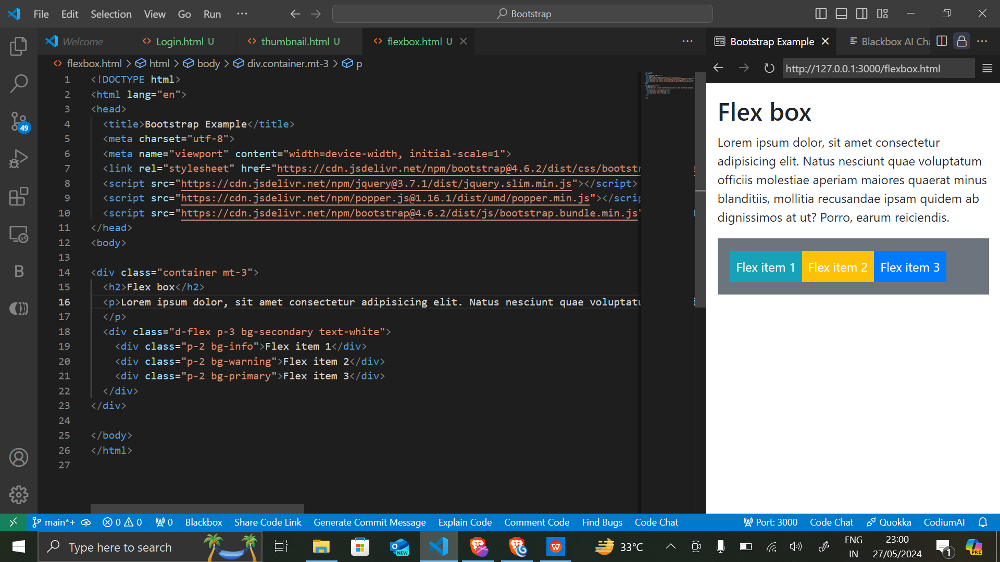 File Edit Selection View Go Run ··· Bootstrap
Welcome Login.html U thumbnail.html U flexbox.html U
flexbox.html > html > body > div.container.mt-3 > p
1 <!DOCTYPE html>
2 <html lang="en">
3 <head>
4 <title>Bootstrap Example</title>
5 <meta charset="utf-8">
6 <meta name="viewport" content="width=device-width, initial-scale=1">
7 <link rel="stylesheet" href="https://cdn.jsdelivr.net/npm/bootstrap@4.6.2/dist/css/bootstr
8 <script src="https://cdn.jsdelivr.net/npm/jquery@3.7.1/dist/jquery.slim.min.js"></script>
9 <script src="https://cdn.jsdelivr.net/npm/popper.js@1.16.1/dist/umd/popper.min.js"></scrip
10 <script src="https://cdn.jsdelivr.net/npm/bootstrap@4.6.2/dist/js/bootstrap.bundle.min.js"
11 </head>
12 <body>
13
14 <div class="container mt-3">
15 <h2>Flex box</h2>
16 <p>Lorem ipsum dolor, sit amet consectetur adipisicing elit. Natus nesciunt quae voluptatu
17 </p>
18 <div class="d-flex p-3 bg-secondary text-white">
19 <div class="p-2 bg-info">Flex item 1</div>
20 <div class="p-2 bg-warning">Flex item 2</div>
21 <div class="p-2 bg-primary">Flex item 3</div>
22 </div>
23 </div>
24
25 </body>
26 </html>
27
49
Bootstrap Example Blackbox AI Cha
http://127.0.0.1:3000/flexbox.html
Flex box
Lorem ipsum dolor, sit amet consectetur
adipisicing elit. Natus nesciunt quae voluptatum
officiis molestiae aperiam maiores quaerat minus
blanditiis, mollitia recusandae ipsam quidem ab
dignissimos at ut? Porro, earum reiciendis.
Flex item 1 Flex item 2 Flex item 3
main*+ 0 0 0 Blackbox Share Code Link Generate Commit Message Explain Code Comment Code Find Bugs Code Chat Port: 3000 Code Chat Quokka CodiumAI
Type here to search NEW 33°C ENG IN 23:00 27/05/2024 1 PRE